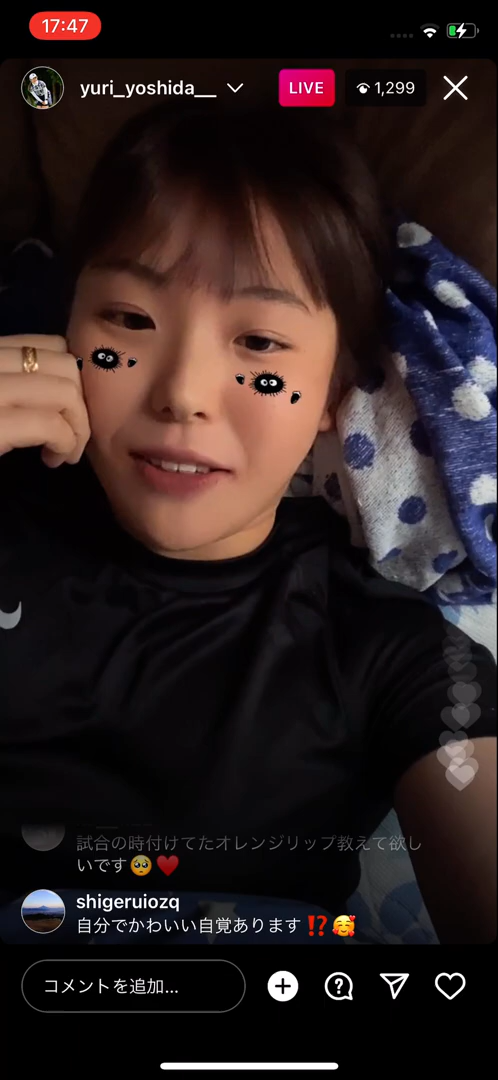 17:47
yuri_yoshida__
LIVE
1,299
試合の時付けてたオレンジリップ教えて欲し
いです🥺❤️
shigeruiozq
自分でかわいい自覚あります⁉️🥰
コメントを追加...